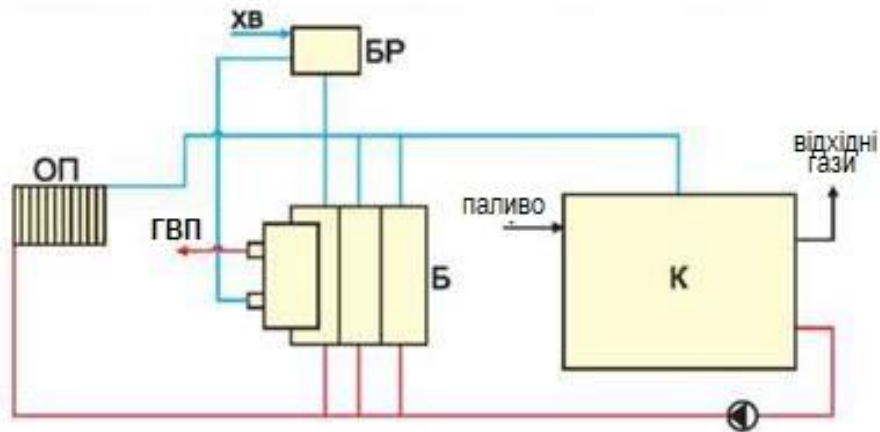 ХВ
БР
ОП
ГВП
Б
паливо
К
відхідні
гази